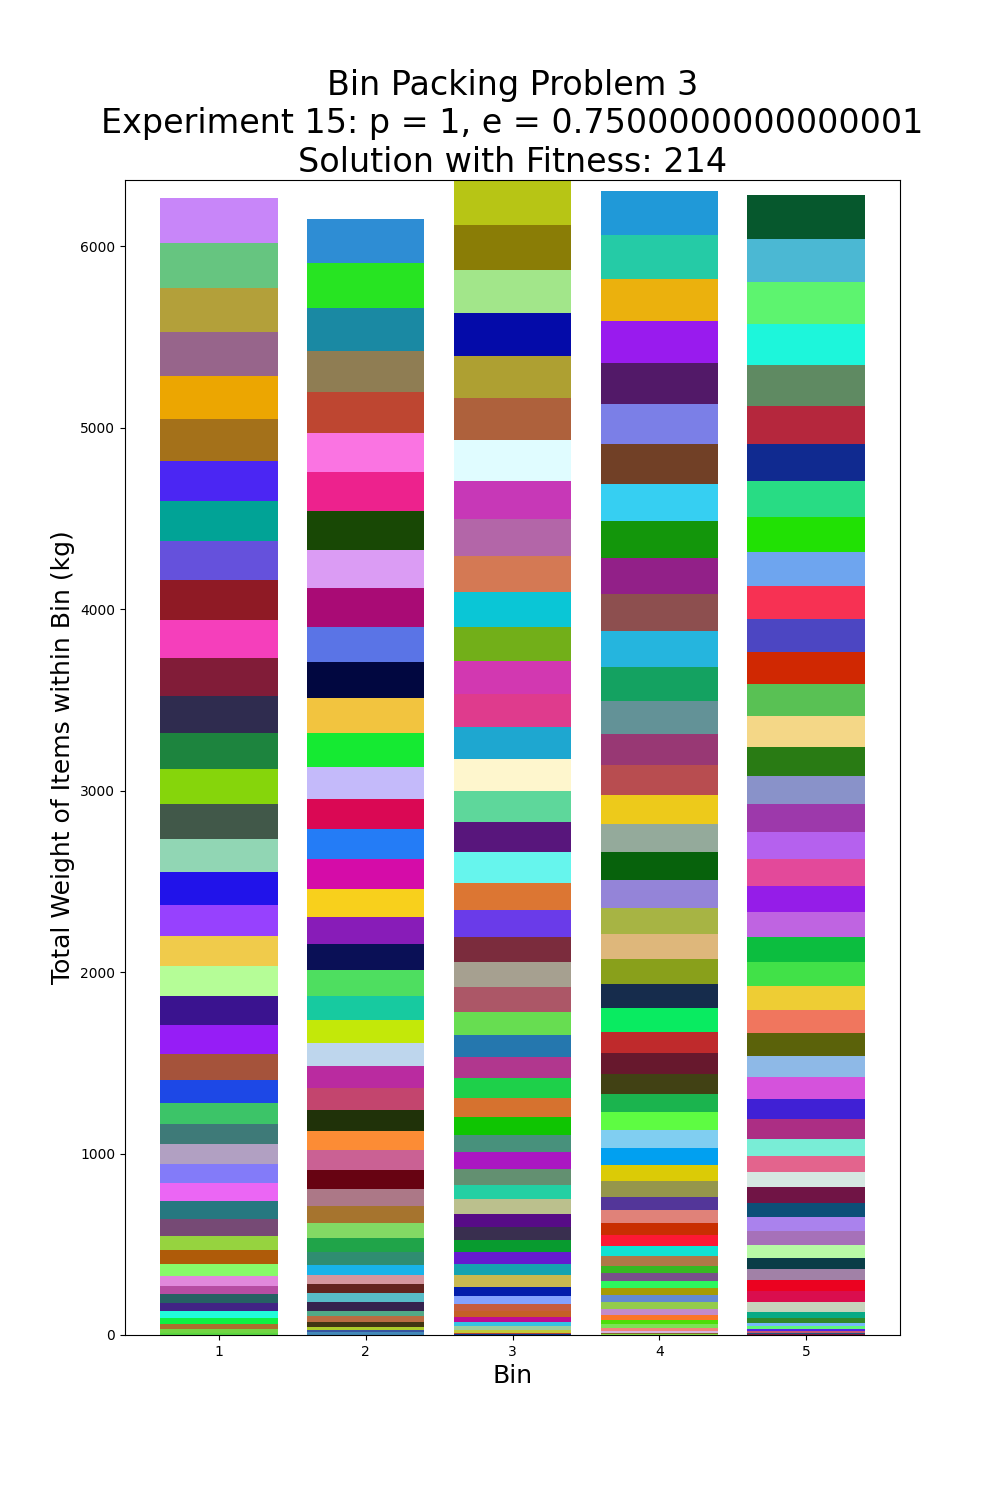 Bin Packing Problem 3
Experiment 15: p = 1, e = 0.7500000000000001
Solution with Fitness: 214
Total Weight of Items within Bin (kg)
6000
5000
4000
3000
2000
1000
0
1 2 3 4 5
Bin